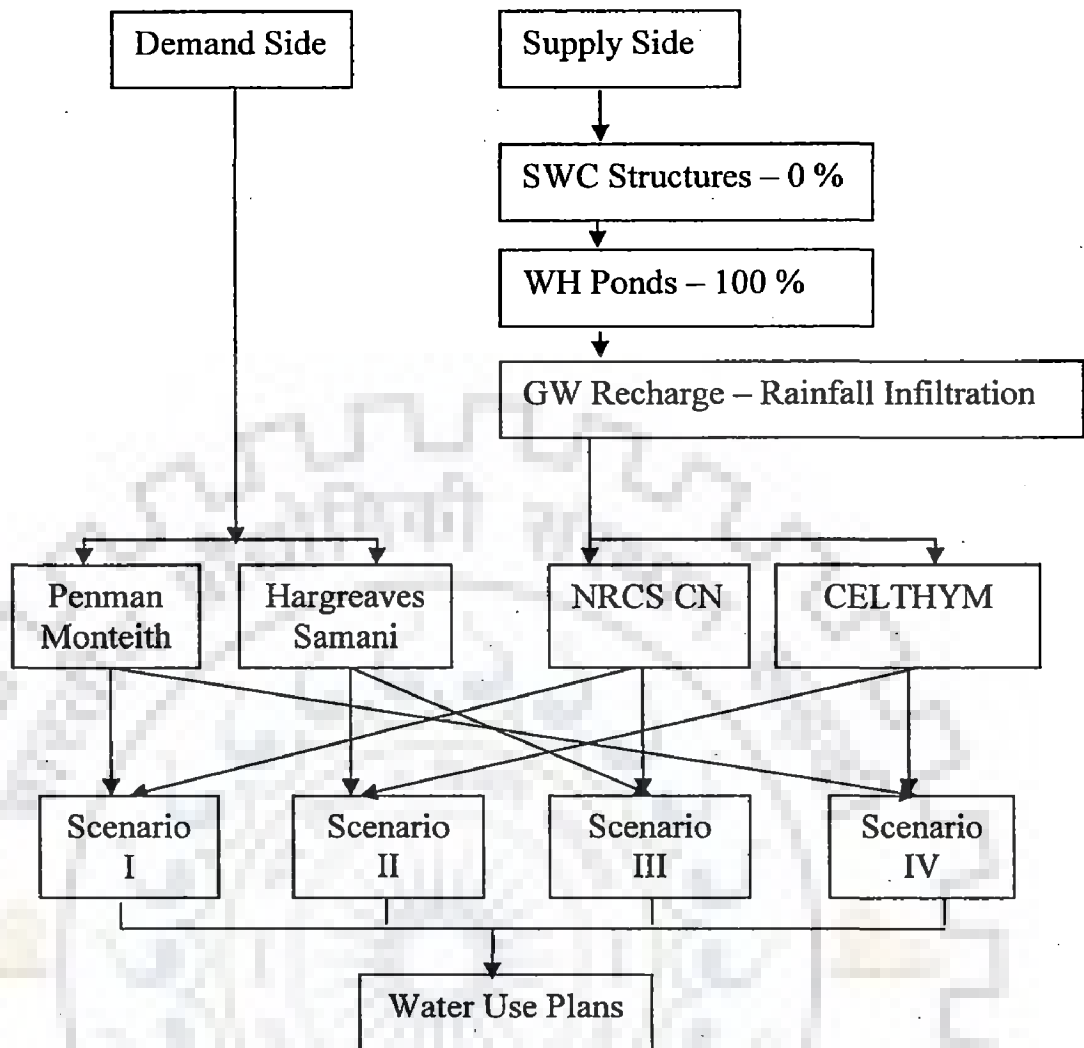 Demand Side
Supply Side
SWC Structures – 0 %
WH Ponds – 100 %
GW Recharge – Rainfall Infiltration
Penman
Monteith
Hargreaves
Samani
NRCS CN
CELTHYM
Scenario
I
Scenario
II
Scenario
III
Scenario
IV
Water Use Plans